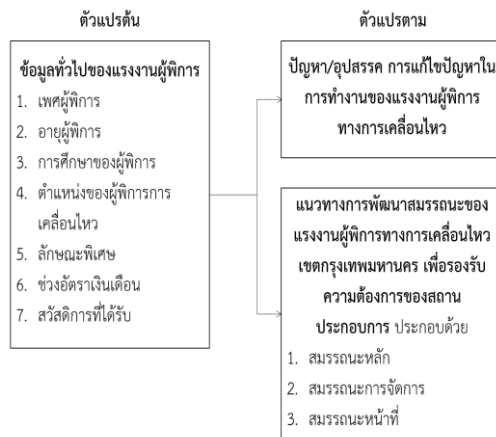 ตัวแปรต้น
ข้อมูลทั่วไปของแรงงานผู้พิการ
1. เพศผู้พิการ
2. อายุผู้พิการ
3. การศึกษาของผู้พิการ
4. ตำแหน่งของผู้พิการการ
เคลื่อนไหว
5. ลักษณะพิเศษ
6. ช่วงอัตราเงินเดือน
7. สวัสดิการที่ได้รับ
ตัวแปรตาม
ปัญหา/อุปสรรค การแก้ไขปัญหาใน
การทำงานของแรงงานผู้พิการ
ทางการเคลื่อนไหว
แนวทางการพัฒนาสมรรถนะของ
แรงงานผู้พิการทางการเคลื่อนไหว
เขตกรุงเทพมหานคร เพื่อรองรับ
ความต้องการของสถาน
ประกอบการ ประกอบด้วย
1. สมรรถนะหลัก
2. สมรรถนะการจัดการ
3. สมรรถนะหน้าที่